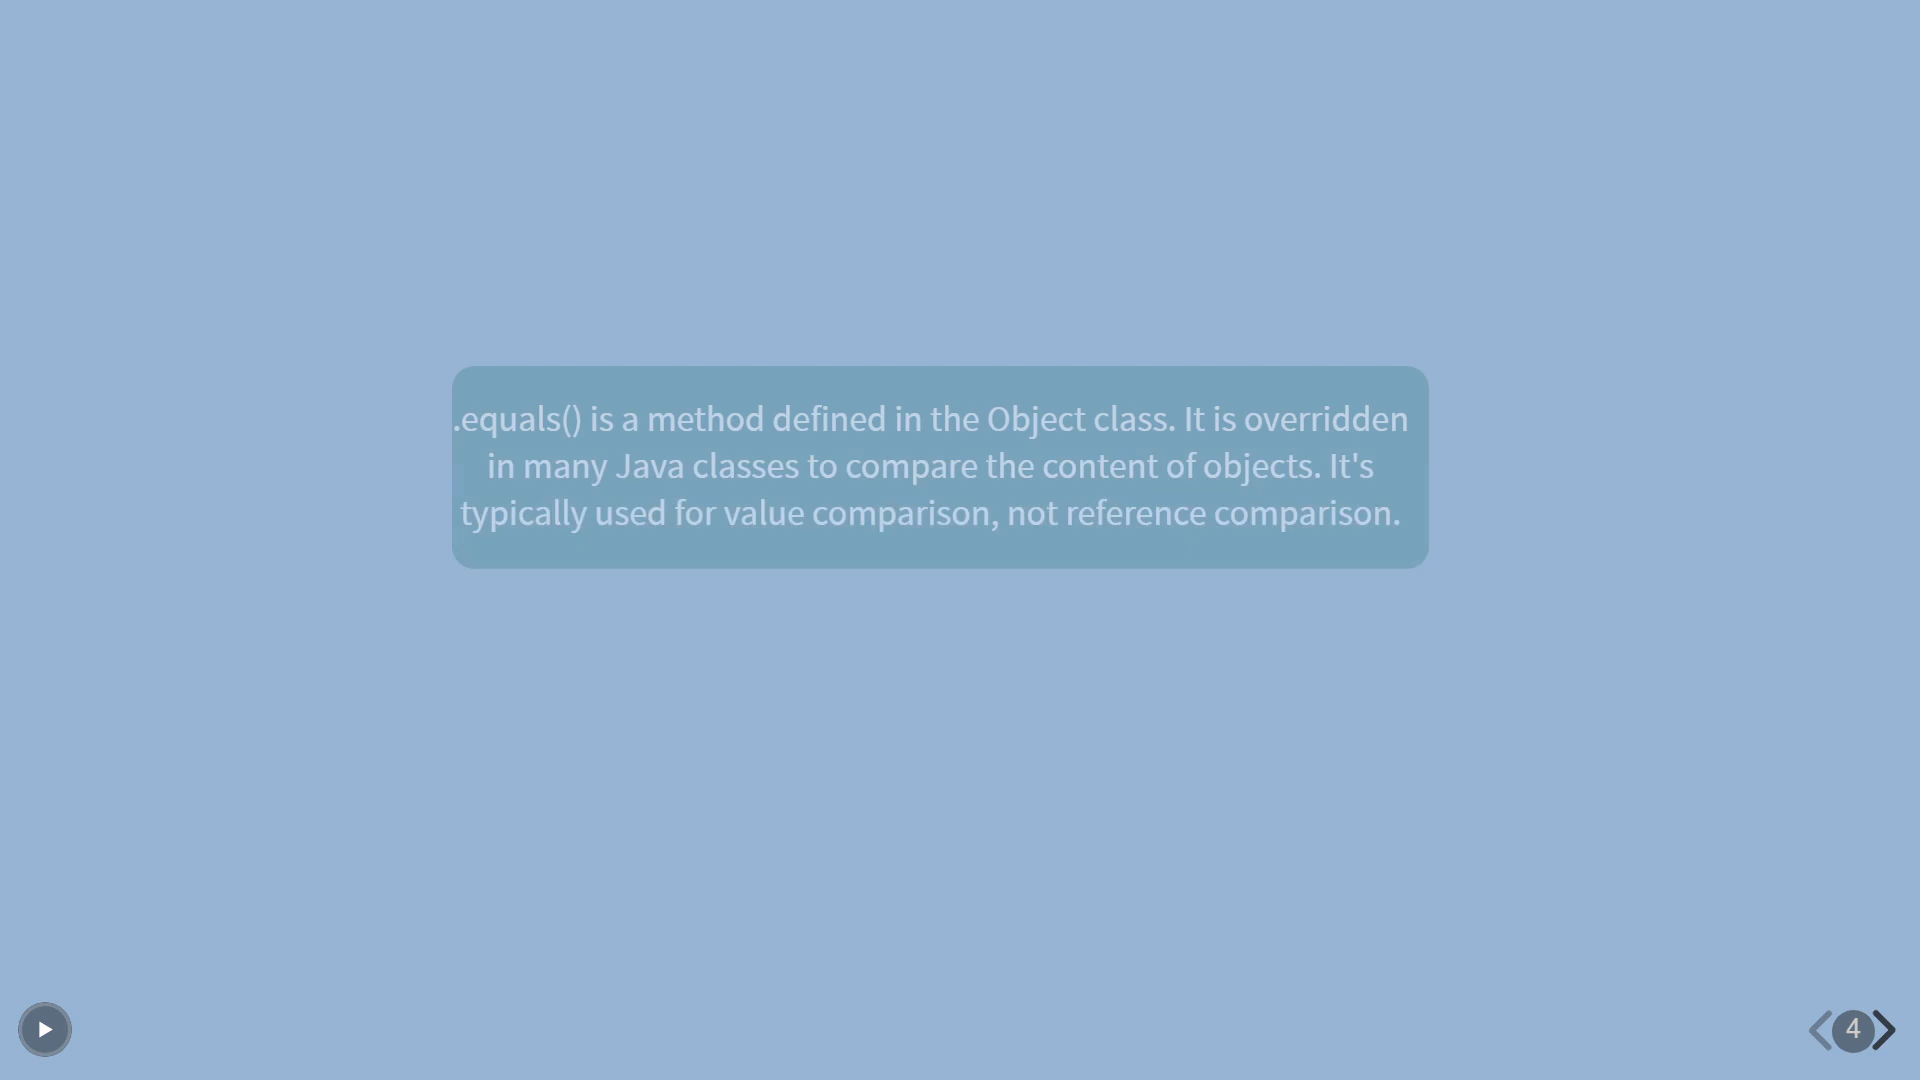 .equals() is a method defined in the Object class. It is overridden
in many Java classes to compare the content of objects. It's
typically used for value comparison, not reference comparison.
4